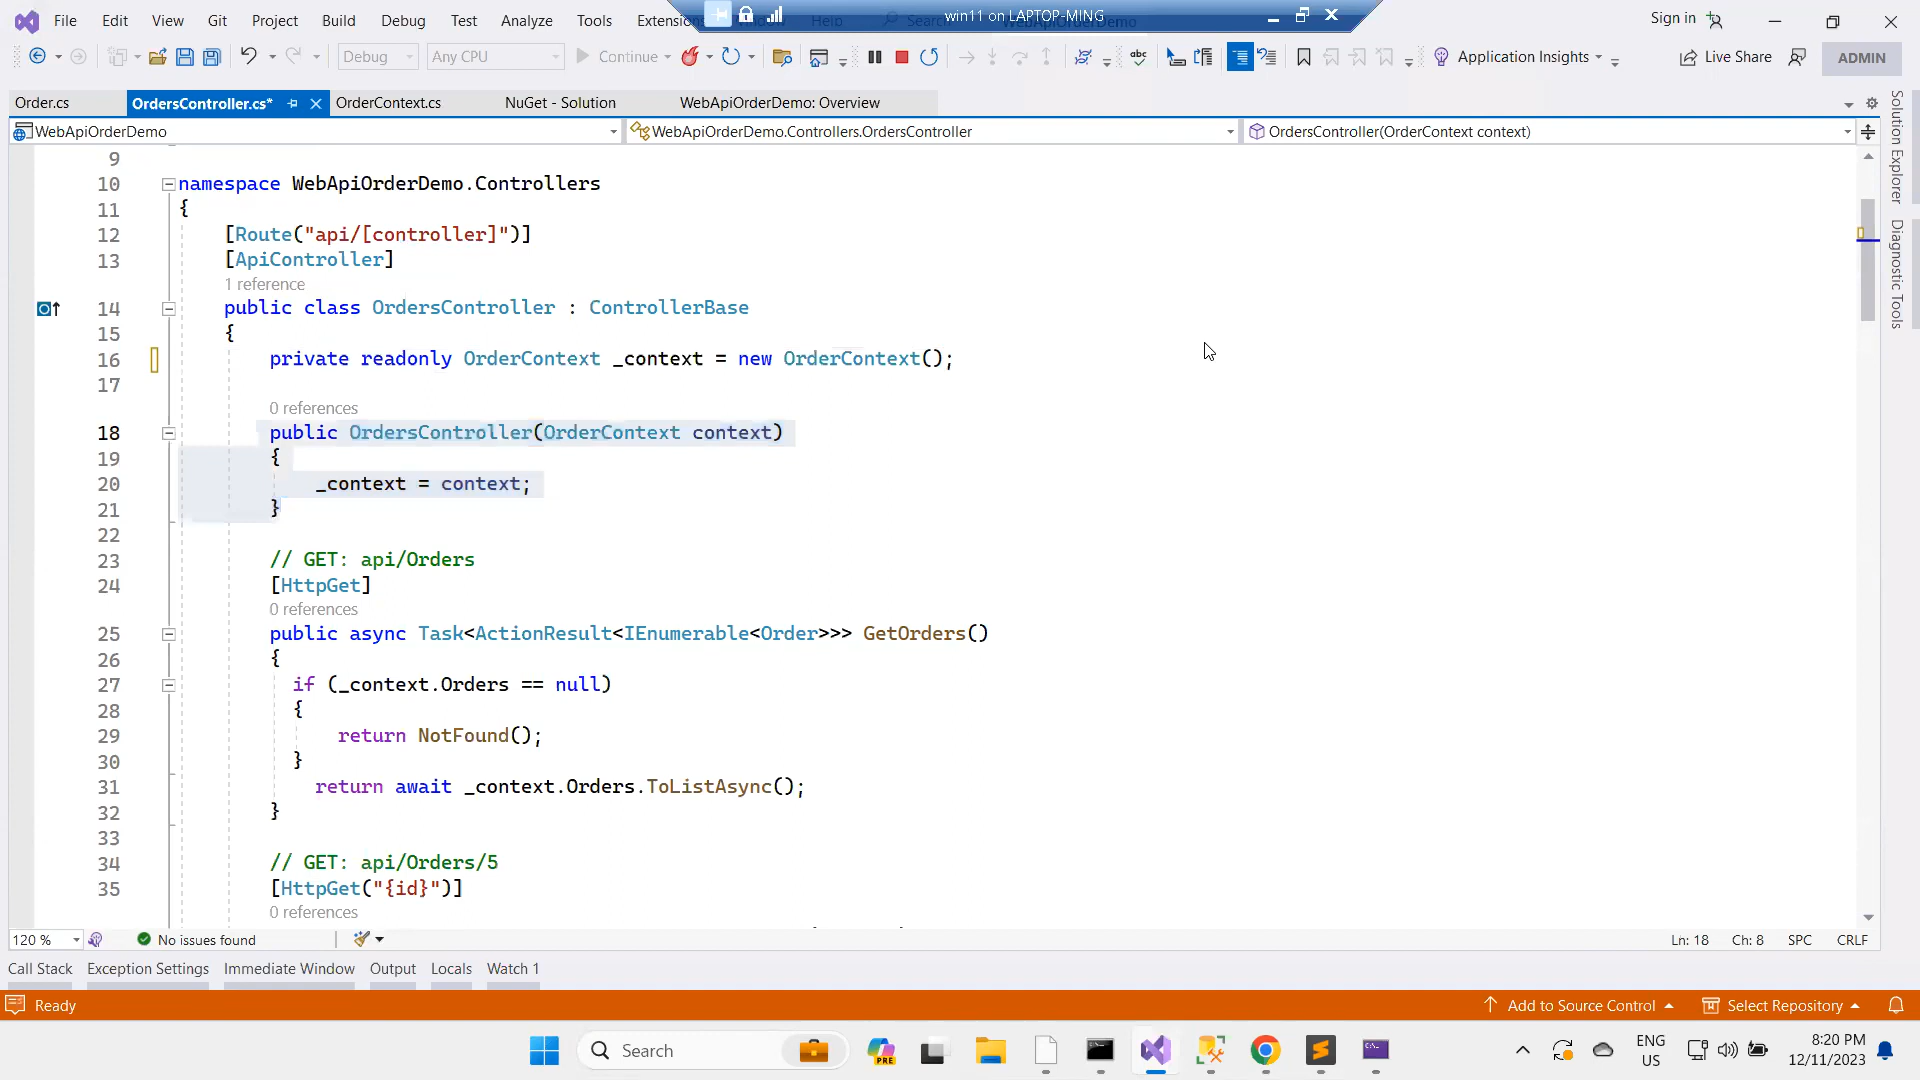 File Edit View Git Project Build Debug Test Analyze Tools Extensions Help
win11 on LAPTOP-MING
Sign in
Debug Any CPU Continue Application Insights Live Share ADMIN
Order.cs OrdersController.cs* OrderContext.cs NuGet - Solution WebApiOrderDemo: Overview
WebApiOrderDemo WebApiOrderDemo.Controllers.OrdersController OrdersController(OrderContext context)
9
10 namespace WebApiOrderDemo.Controllers
11 {
12 [Route("api/[controller]")]
13 [ApiController]
1 reference
14 public class OrdersController : ControllerBase
15 {
16 private readonly OrderContext _context = new OrderContext();
17
0 references
18 public OrdersController(OrderContext context)
19 {
20 _context = context;
21 }
22
23 // GET: api/Orders
24 [HttpGet]
0 references
25 public async Task<ActionResult<IEnumerable<Order>>> GetOrders()
26 {
27 if (_context.Orders == null)
28 {
29 return NotFound();
30 }
31 return await _context.Orders.ToListAsync();
32 }
33
34 // GET: api/Orders/5
35 [HttpGet("{id}")]
0 references
Solution Explorer
Diagnostic Tools
120 % No issues found Ln: 18 Ch: 8 SPC CRLF
Call Stack Exception Settings Immediate Window Output Locals Watch 1
Ready Add to Source Control Select Repository
Search PRE ENG 8:20 PM
US 12/11/2023